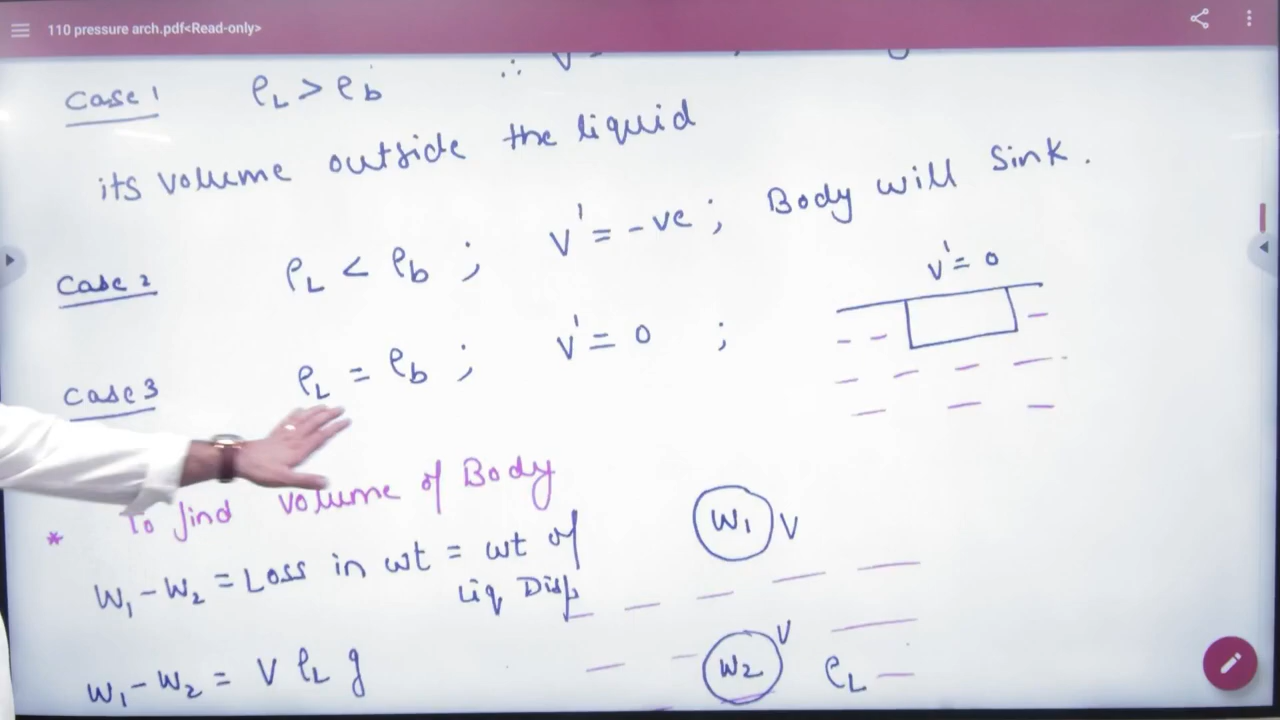 110 pressure arch.pdf<Read-only>
Case 1 ρL > ρb ∴ V
its volume outside the liquid
Case 2 ρL < ρb ; V' = -ve ; Body will Sink.
V' = 0
Case 3 ρL = ρb ; V' = 0 ;
* To find volume of Body
W1 - W2 = Loss in wt = wt of
Liq Disp
W1 V
W1 - W2 = V ρL g
W2 V ρL